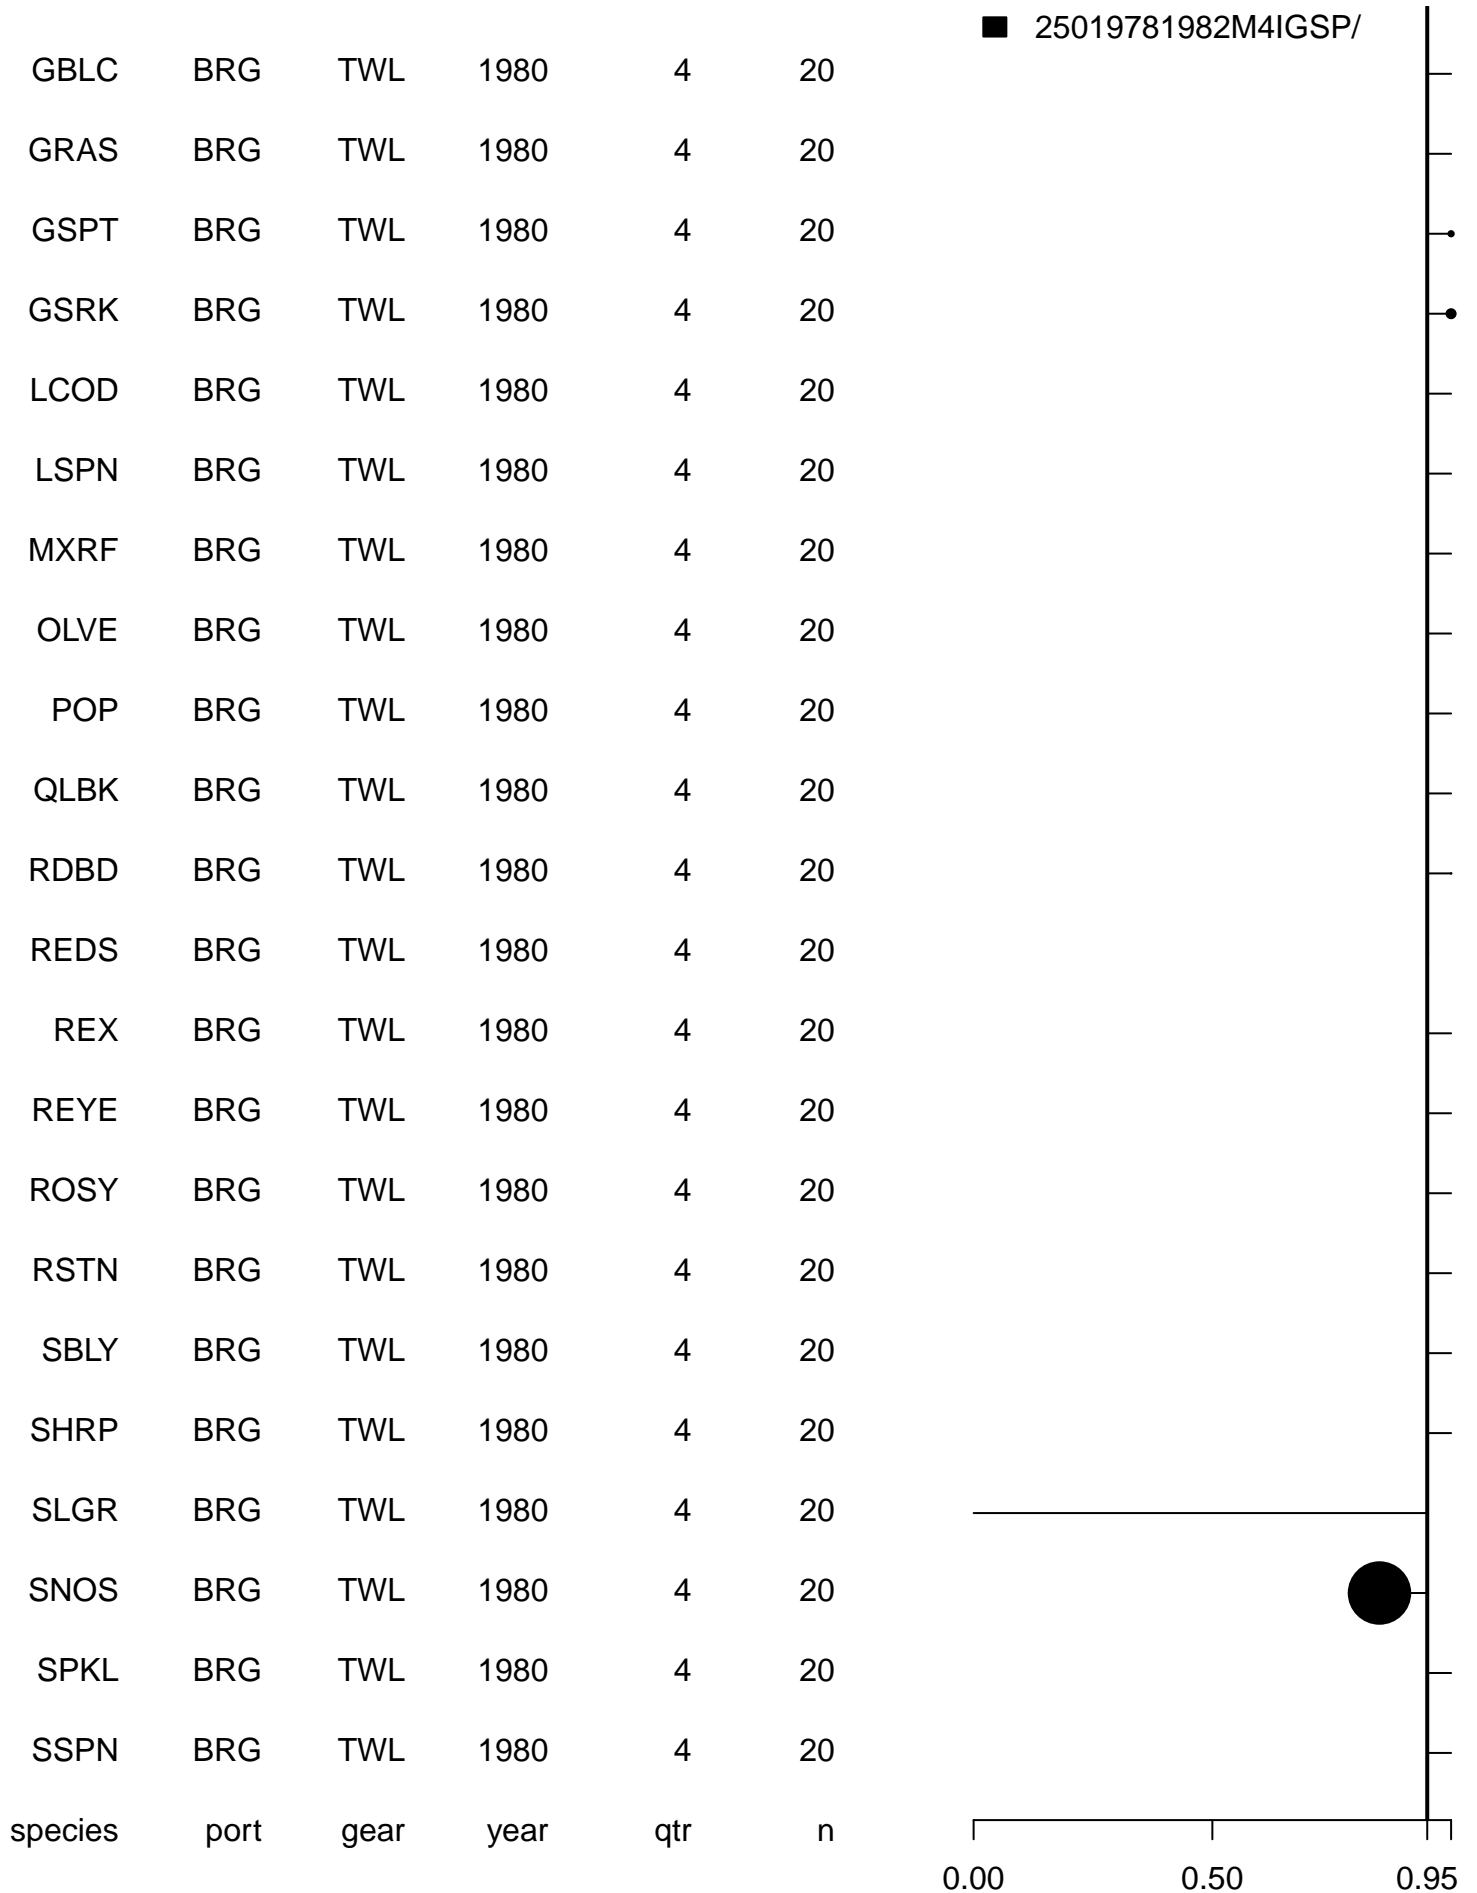 25019781982M4IGSP/
GBLC BRG TWL 1980 4 20
GRAS BRG TWL 1980 4 20
GSPT BRG TWL 1980 4 20
GSRK BRG TWL 1980 4 20
LCOD BRG TWL 1980 4 20
LSPN BRG TWL 1980 4 20
MXRF BRG TWL 1980 4 20
OLVE BRG TWL 1980 4 20
POP BRG TWL 1980 4 20
QLBK BRG TWL 1980 4 20
RDBD BRG TWL 1980 4 20
REDS BRG TWL 1980 4 20
REX BRG TWL 1980 4 20
REYE BRG TWL 1980 4 20
ROSY BRG TWL 1980 4 20
RSTN BRG TWL 1980 4 20
SBLY BRG TWL 1980 4 20
SHRP BRG TWL 1980 4 20
SLGR BRG TWL 1980 4 20
SNOS BRG TWL 1980 4 20
SPKL BRG TWL 1980 4 20
SSPN BRG TWL 1980 4 20
species port gear year qtr n
0.00 0.50 0.95